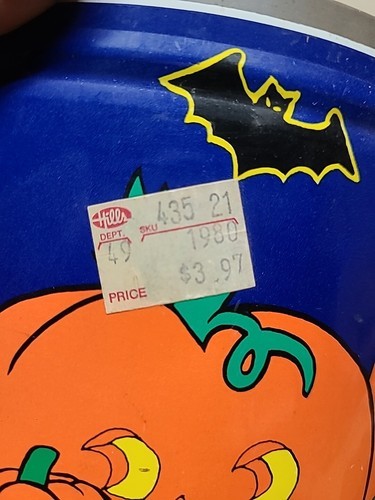 Hills 435 21
DEPT. SKU
49 1980
$3.97
PRICE